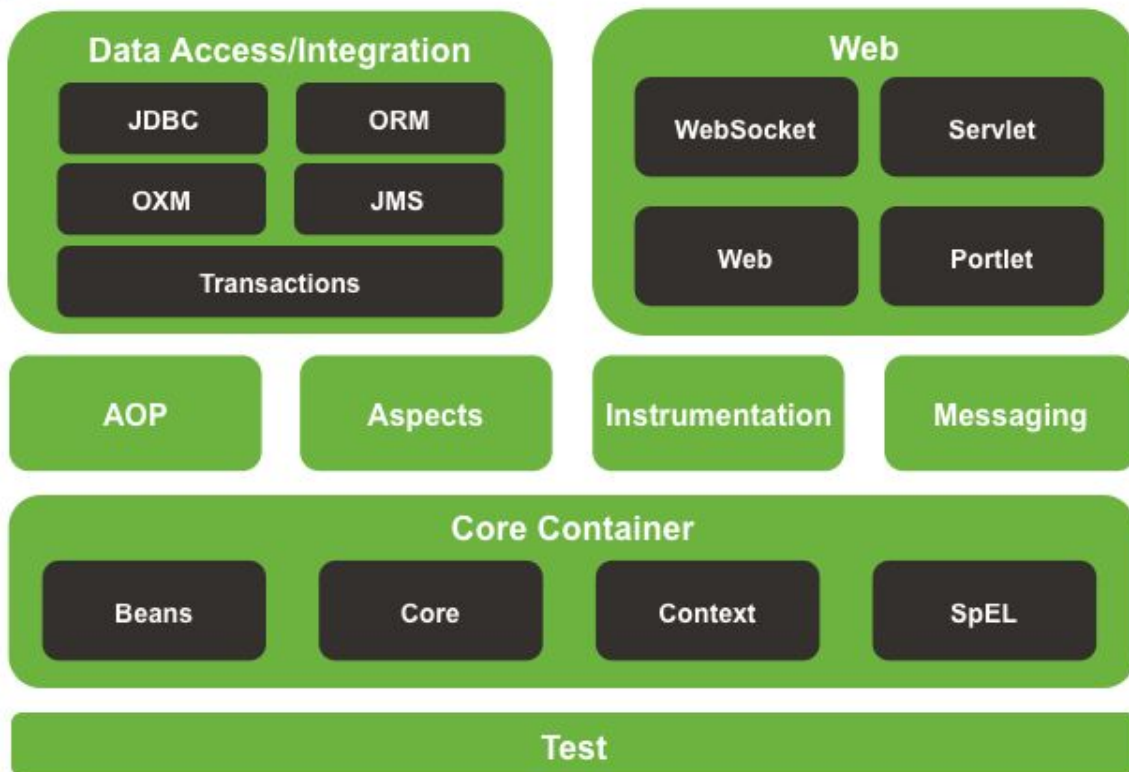 Data Access/Integration
JDBC
ORM
OXM
JMS
Transactions
Web
WebSocket
Servlet
Web
Portlet
AOP
Aspects
Instrumentation
Messaging
Core Container
Beans
Core
Context
SpEL
Test